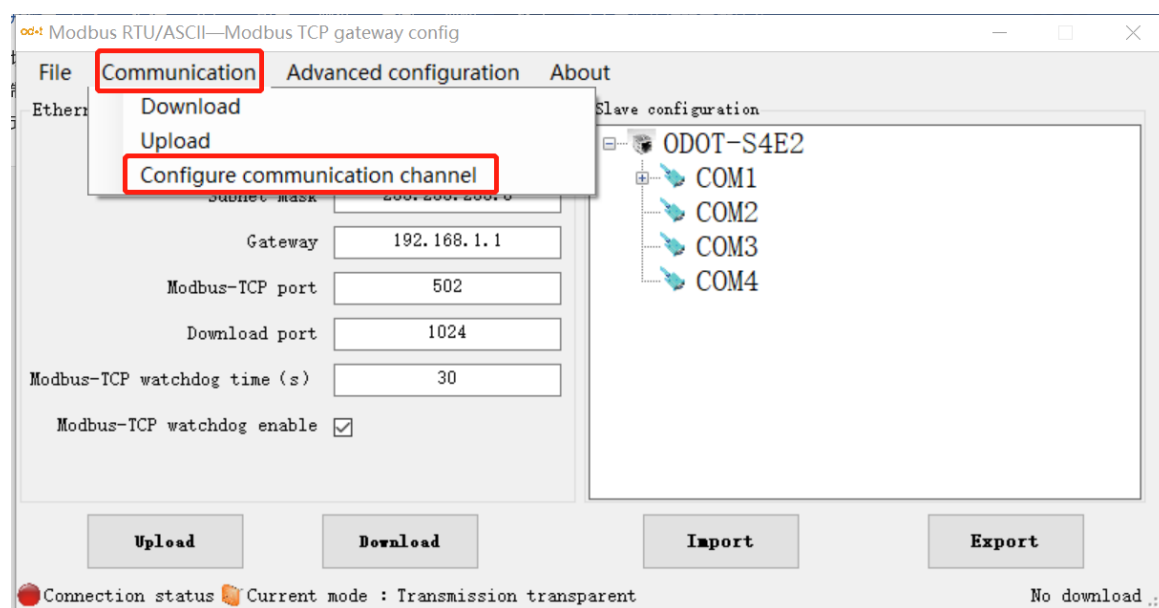 odot Modbus RTU/ASCII—Modbus TCP gateway config
File Communication Advanced configuration About
Download
Upload
Configure communication channel
Slave configuration
ODOT-S4E2
COM1
COM2
COM3
COM4
Subnet mask
Gateway 192.168.1.1
Modbus-TCP port 502
Download port 1024
Modbus-TCP watchdog time(s) 30
Modbus-TCP watchdog enable
Upload Download Import Export
Connection status Current mode : Transmission transparent No download